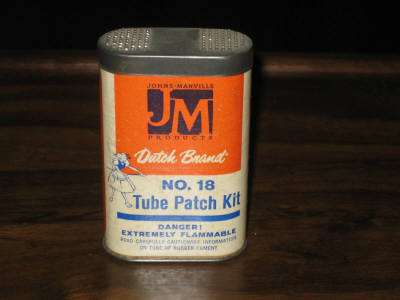 JOHNS-MANVILLE
JM
PRODUCTS
Dutch Brand
NO. 18
Tube Patch Kit
DANGER!
EXTREMELY FLAMMABLE
READ CAREFULLY CAUTIONARY INFORMATION
ON TUBE OF RUBBER CEMENT